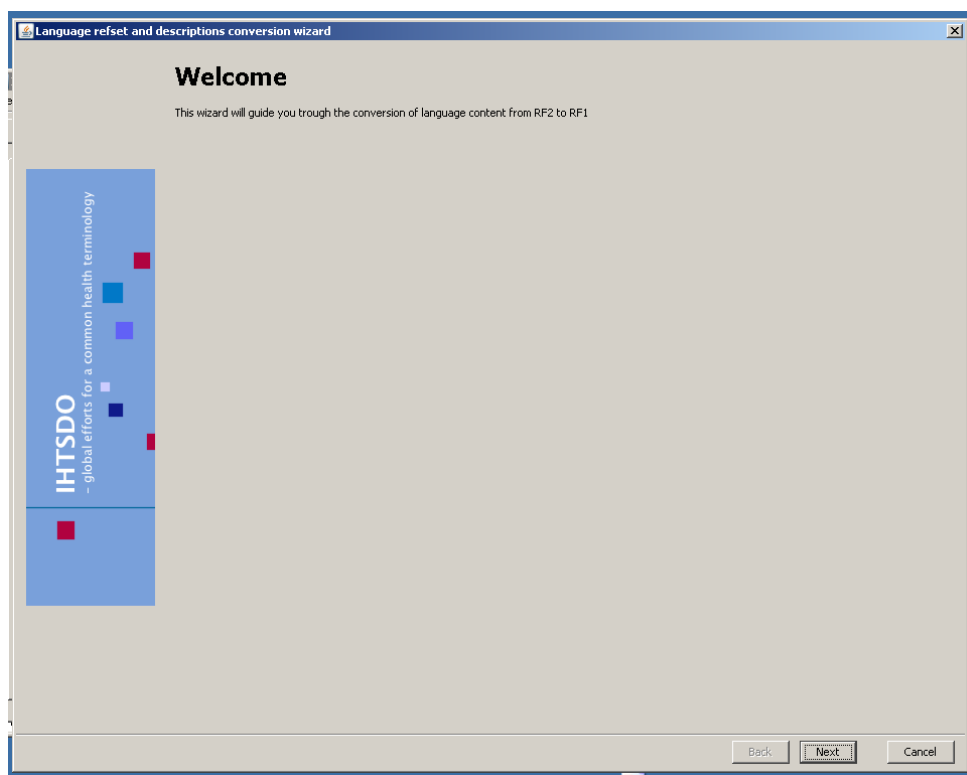 Language refset and descriptions conversion wizard
Welcome
This wizard will guide you trough the conversion of language content from RF2 to RF1
IHTSDO
– global efforts for a common health terminology
Back
Next
Cancel